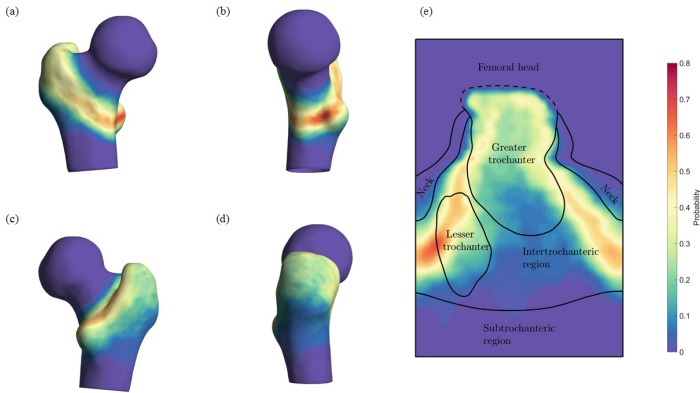 (a)
(b)
(e)
Femoral head
Greater
trochanter
Neck
Neck
Lesser
trochanter
Intertrochanteric
region
Subtrochanteric
region
0.8
0.7
0.6
0.5
0.4
0.3
0.2
0.1
0
Probability
(c)
(d)